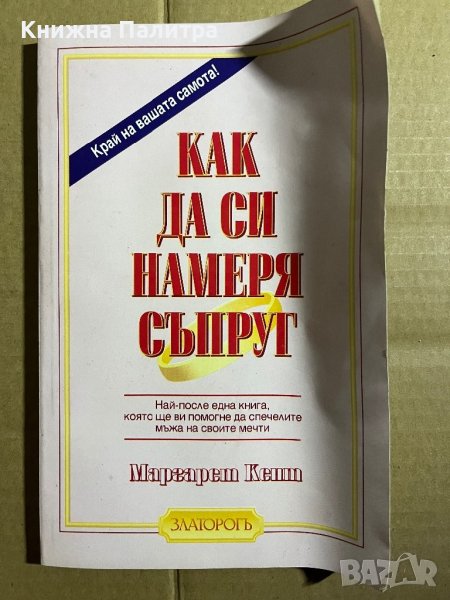 Книжна Палитра
Край на вашата самота!
КАК
ДА СИ
НАМЕРЯ
СЪПРУГ
Най-после една книга,
която ще ви помогне да спечелите
мъжа на своите мечти
Маргарет Кент
ЗЛАТОРОГЪ
BAZAR